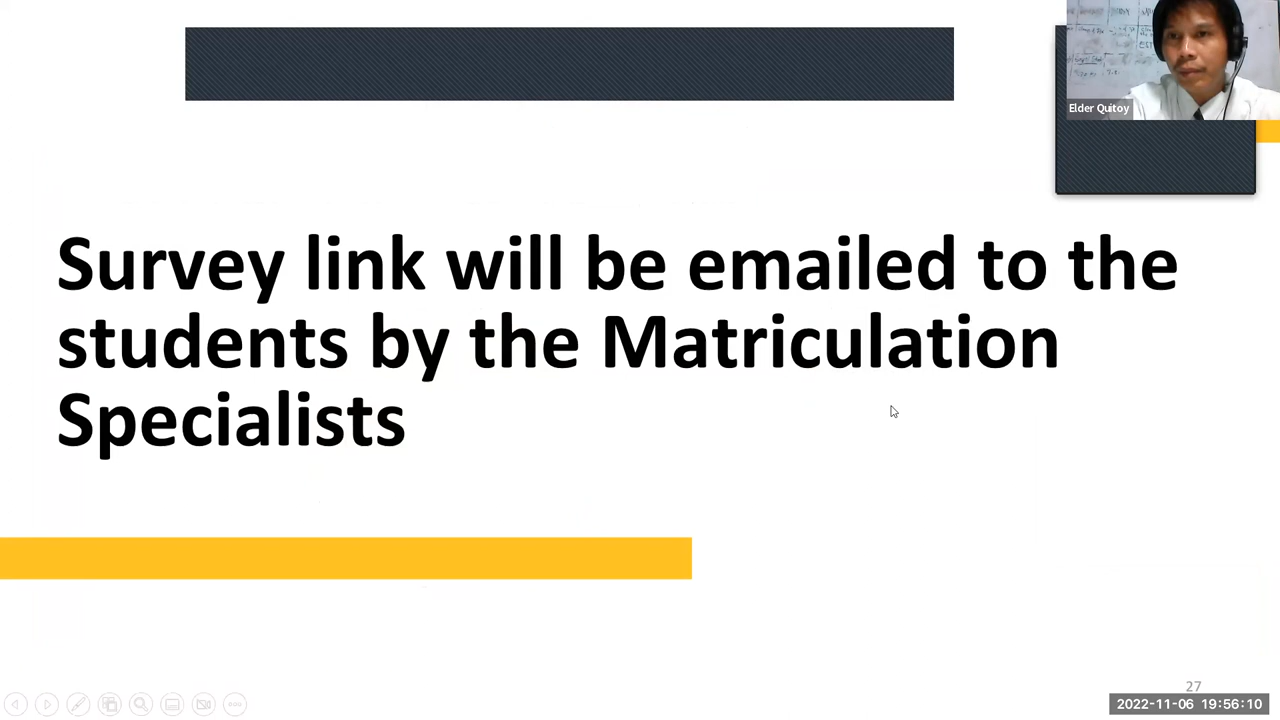 Elder Quitoy
Survey link will be emailed to the
students by the Matriculation
Specialists
27
2022-11-06 19:56:10